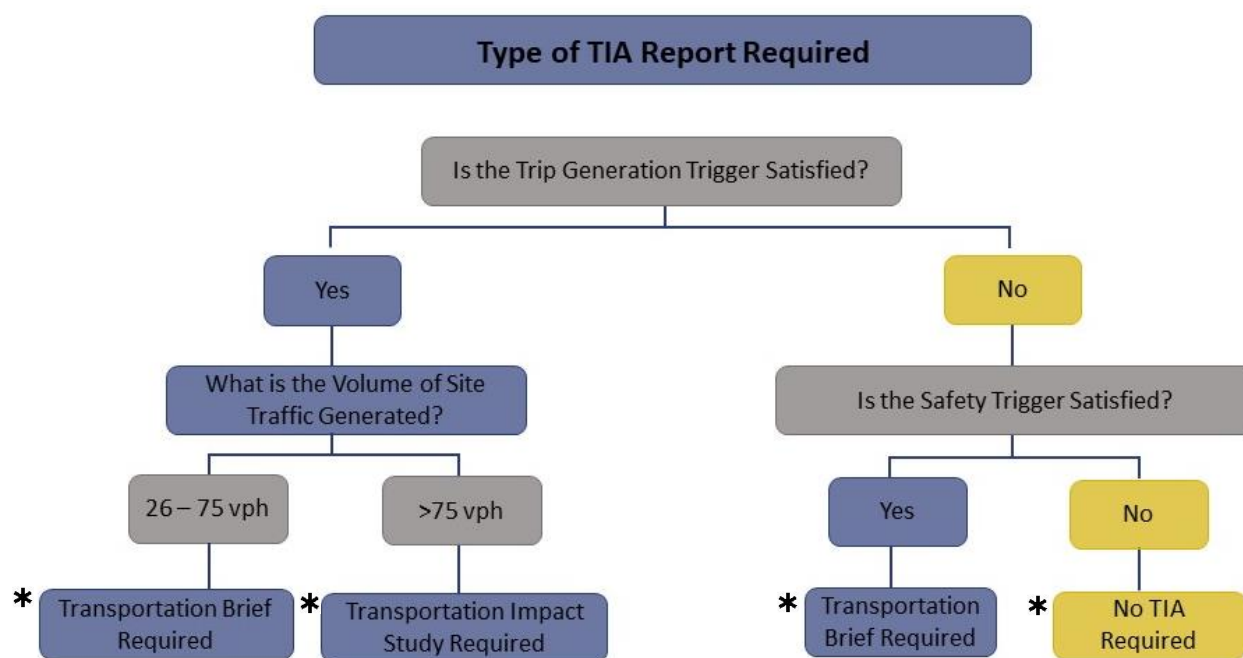 Type of TIA Report Required
Is the Trip Generation Trigger Satisfied?
Yes
No
What is the Volume of Site
Traffic Generated?
Is the Safety Trigger Satisfied?
26 – 75 vph
>75 vph
Yes
No
* Transportation Brief
Required
* Transportation Impact
Study Required
* Transportation
Brief Required
* No TIA
Required